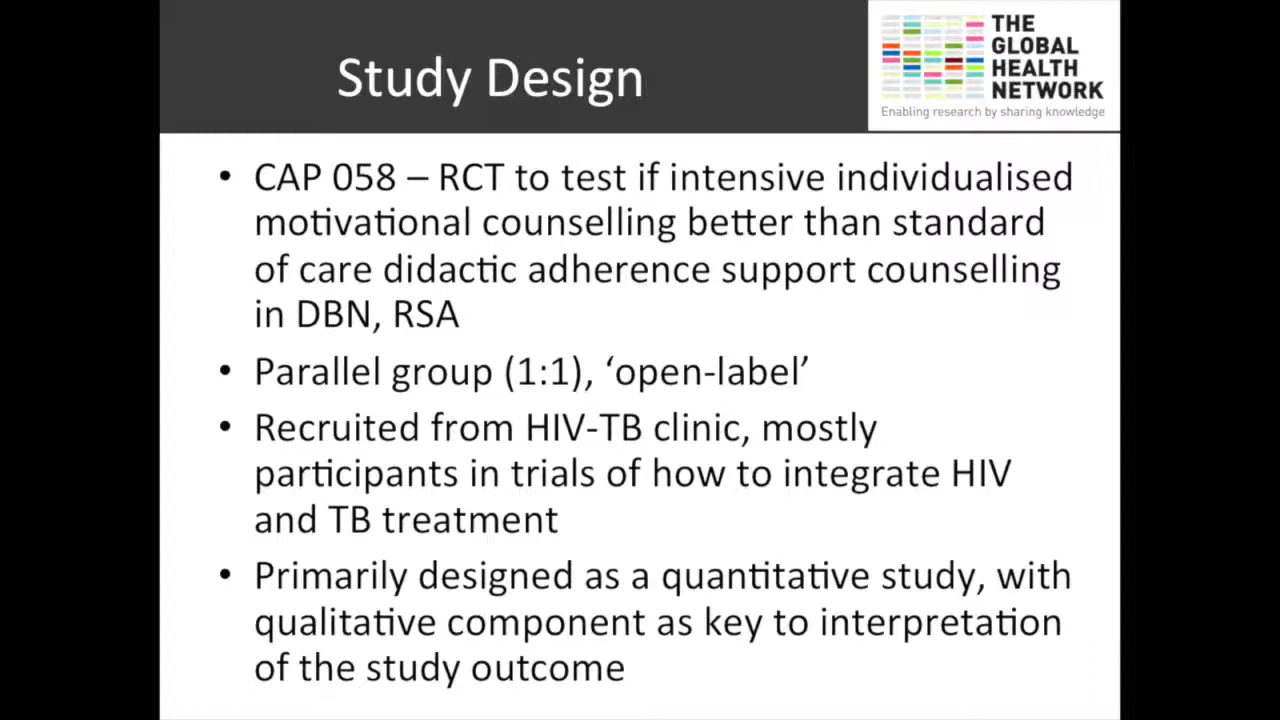 Study Design
THE
GLOBAL
HEALTH
NETWORK
Enabling research by sharing knowledge
• CAP 058 – RCT to test if intensive individualised
motivational counselling better than standard
of care didactic adherence support counselling
in DBN, RSA
• Parallel group (1:1), ‘open-label’
• Recruited from HIV-TB clinic, mostly
participants in trials of how to integrate HIV
and TB treatment
• Primarily designed as a quantitative study, with
qualitative component as key to interpretation
of the study outcome